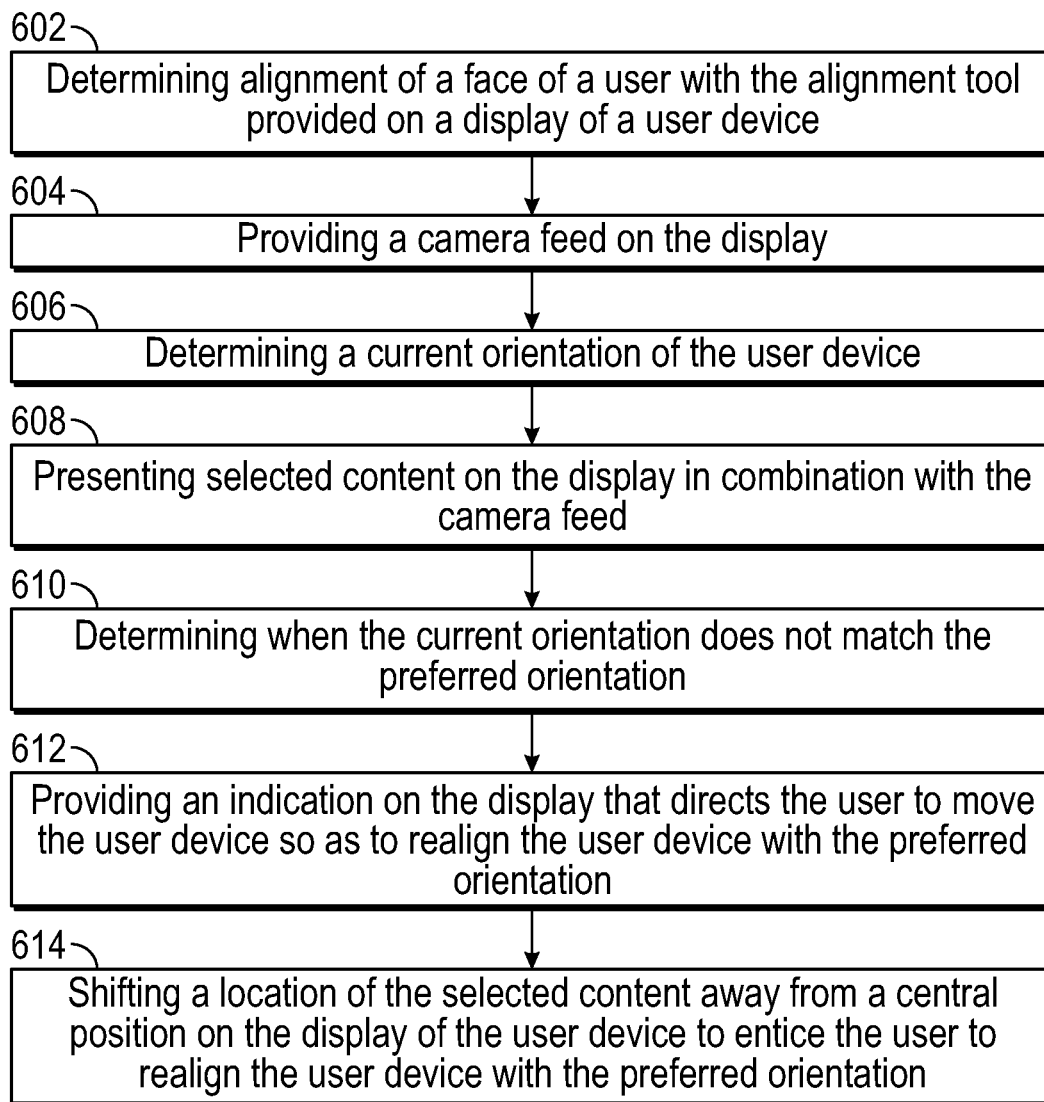 602
Determining alignment of a face of a user with the alignment tool
provided on a display of a user device
604
Providing a camera feed on the display
606
Determining a current orientation of the user device
608
Presenting selected content on the display in combination with the
camera feed
610
Determining when the current orientation does not match the
preferred orientation
612
Providing an indication on the display that directs the user to move
the user device so as to realign the user device with the preferred
orientation
614
Shifting a location of the selected content away from a central
position on the display of the user device to entice the user to
realign the user device with the preferred orientation